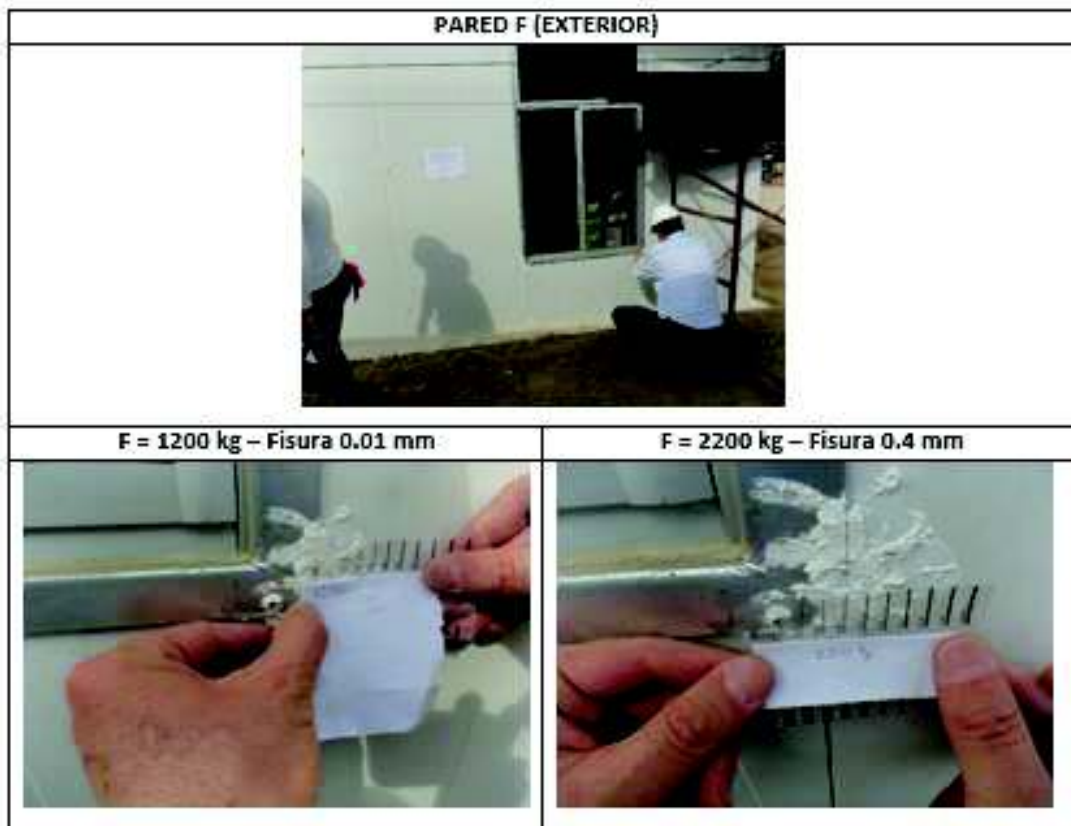 PARED F (EXTERIOR)
F = 1200 kg – Fisura 0.01 mm
F = 2200 kg – Fisura 0.4 mm